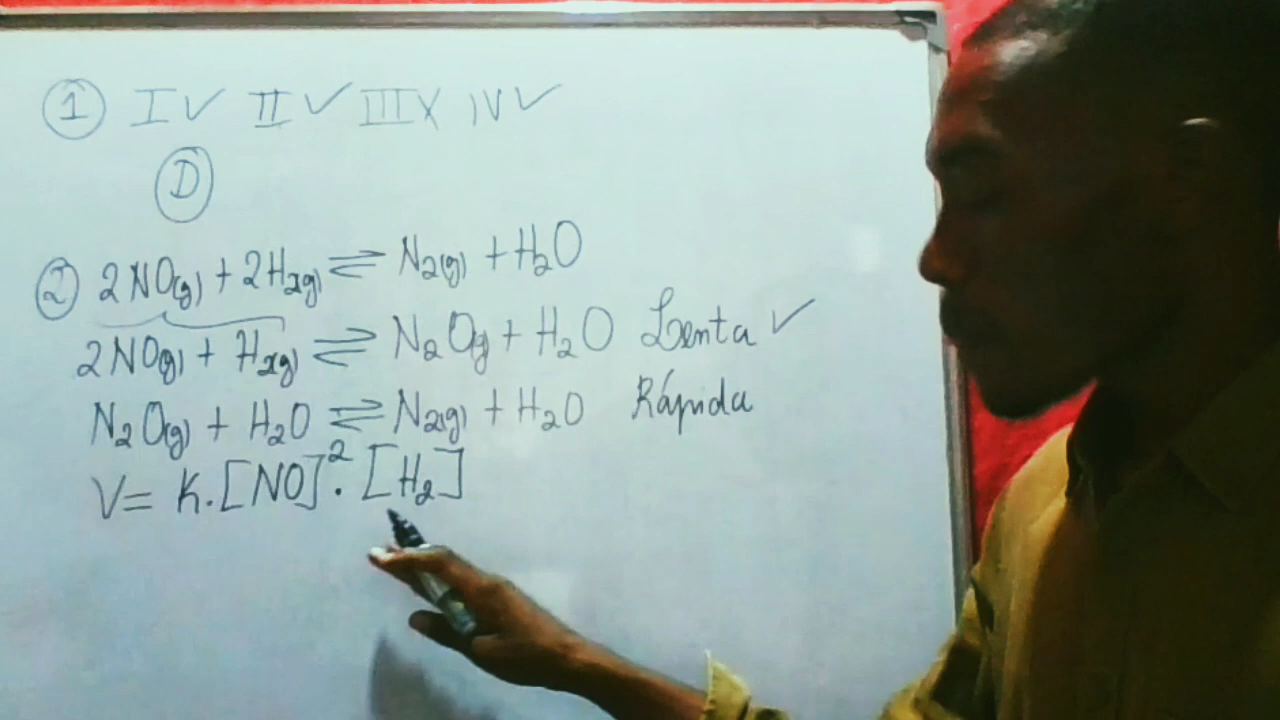 ① I✓ II✓ III X IV✓
Ⓓ
② 2NO(g) + 2H₂(g) ⇌ N₂(g) + H₂O
2NO(g) + H₂(g) ⇌ N₂Og + H₂O Lenta ✓
N₂O(g) + H₂O ⇌ N₂(g) + H₂O Rápida
V= K.[NO]².[H₂]